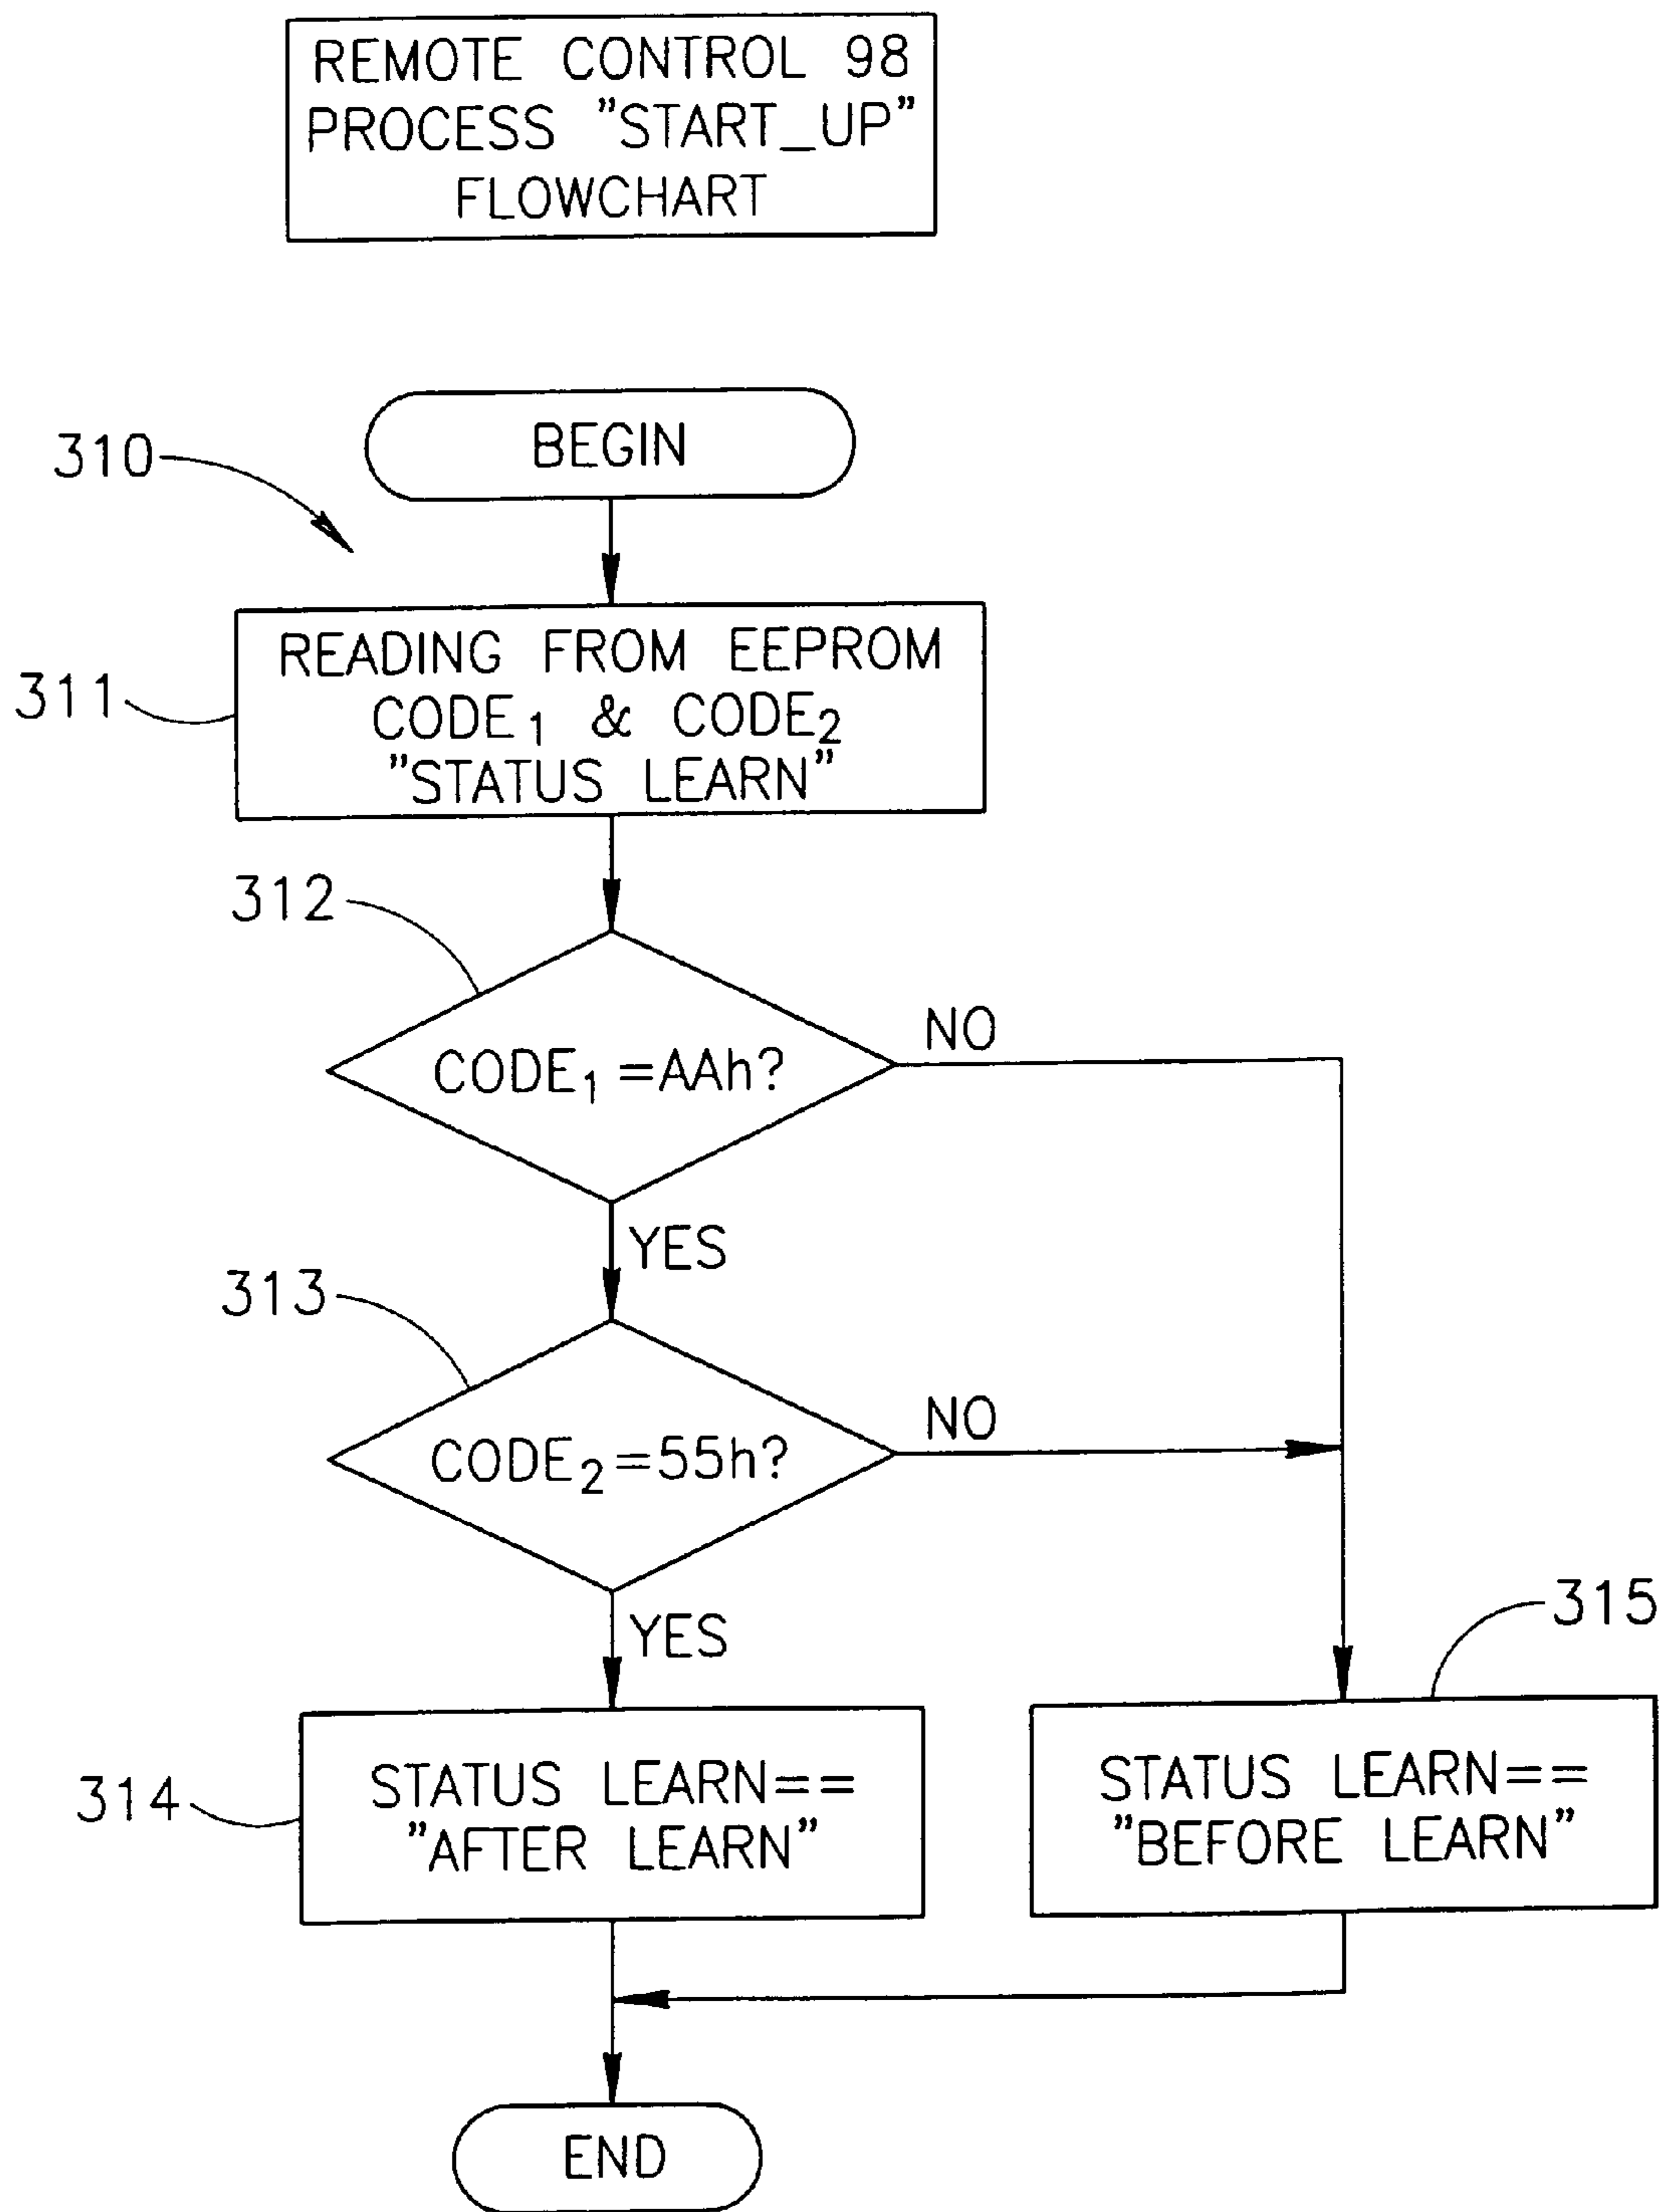 REMOTE CONTROL 98
PROCESS "START_UP"
FLOWCHART
BEGIN
310
READING FROM EEPROM
CODE₁ & CODE₂
"STATUS LEARN"
311
312
CODE₁=AAh?
NO
YES
313
CODE₂=55h?
NO
YES
315
314
STATUS LEARN==
"AFTER LEARN"
STATUS LEARN==
"BEFORE LEARN"
END